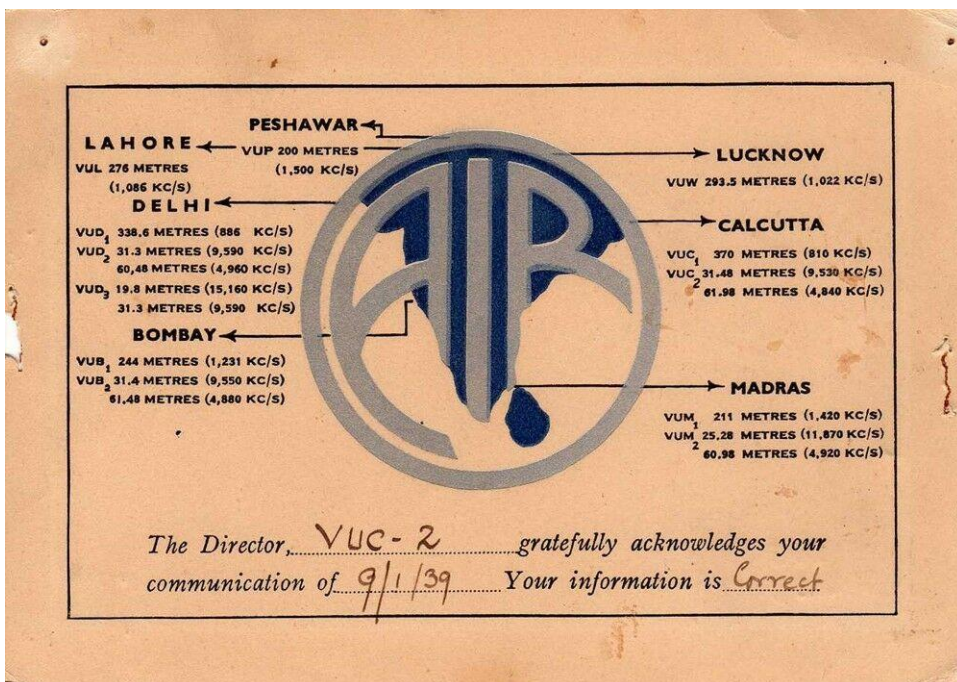 PESHAWAR
VUP 200 METRES
(1,500 KC/S)
LAHORE
VUL 276 METRES
(1,086 KC/S)
DELHI
VUD1 338.6 METRES (886 KC/S)
VUD2 31.3 METRES (9,590 KC/S)
60,48 METRES (4,960 KC/S)
VUD3 19.8 METRES (15,160 KC/S)
31.3 METRES (9,590 KC/S)
BOMBAY
VUB1 244 METRES (1,231 KC/S)
VUB2 31.4 METRES (9,550 KC/S)
61.48 METRES (4,880 KC/S)
AIR
LUCKNOW
VUW 293.5 METRES (1,022 KC/S)
CALCUTTA
VUC1 370 METRES (810 KC/S)
VUC2 31.48 METRES (9,530 KC/S)
61.98 METRES (4,840 KC/S)
MADRAS
VUM1 211 METRES (1,420 KC/S)
VUM2 25.28 METRES (11,870 KC/S)
60.98 METRES (4,920 KC/S)
The Director, VUC-2 gratefully acknowledges your
communication of 9/1/39 Your information is Correct